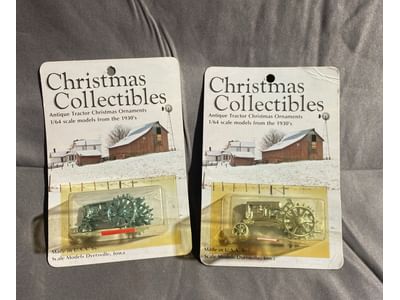 Christmas
Collectibles
Antique Tractor Christmas Ornaments
1/64 scale models from the 1930's
Made in U.S.A. by
Scale Models Dyersville, Iowa
Christmas
Collectibles
Antique Tractor Christmas Ornaments
1/64 scale models from the 1930's
Made in U.S.A. by
Scale Models Dyersville, Iowa